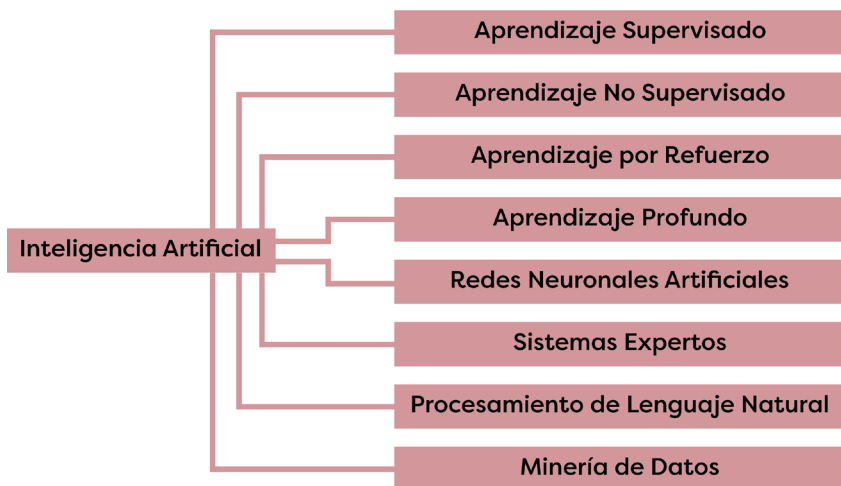 Aprendizaje Supervisado
Aprendizaje No Supervisado
Aprendizaje por Refuerzo
Aprendizaje Profundo
Inteligencia Artificial
Redes Neuronales Artificiales
Sistemas Expertos
Procesamiento de Lenguaje Natural
Minería de Datos